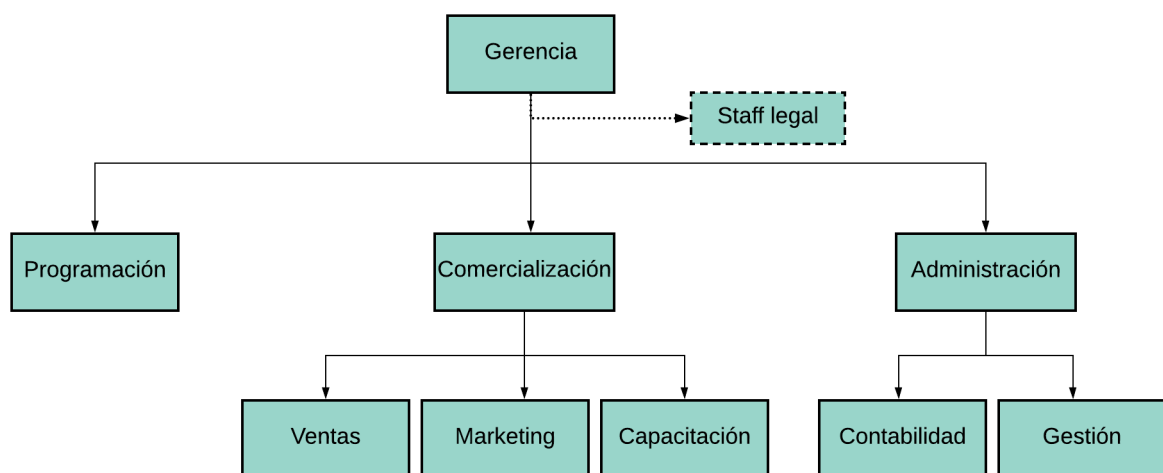 Gerencia
Staff legal
Programación
Comercialización
Administración
Ventas
Marketing
Capacitación
Contabilidad
Gestión